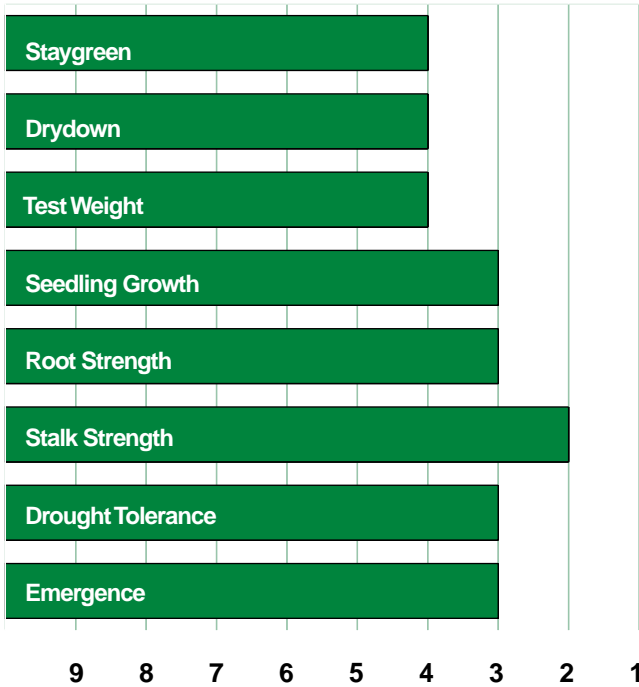 Staygreen
Drydown
Test Weight
Seedling Growth
Root Strength
Stalk Strength
Drought Tolerance
Emergence
9 8 7 6 5 4 3 2 1